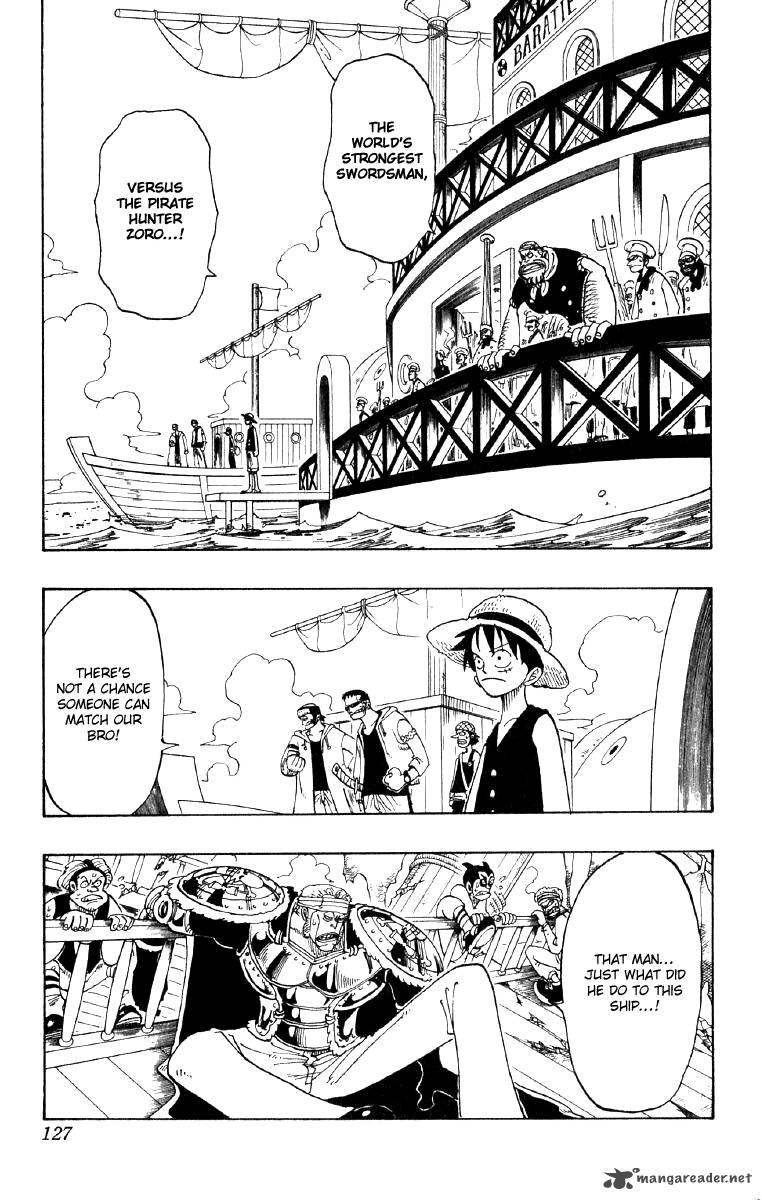 BARATIE
THE
WORLD'S
STRONGEST
SWORDSMAN,
VERSUS
THE PIRATE
HUNTER
ZORO...!
THERE'S
NOT A CHANCE
SOMEONE CAN
MATCH OUR
BRO!
THAT MAN...
JUST WHAT DID
HE DO TO THIS
SHIP...!
127
mangareader.net